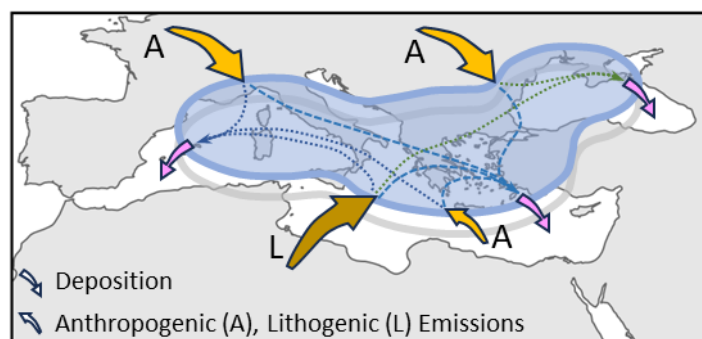 A
A
L
A
Deposition
Anthropogenic (A), Lithogenic (L) Emissions